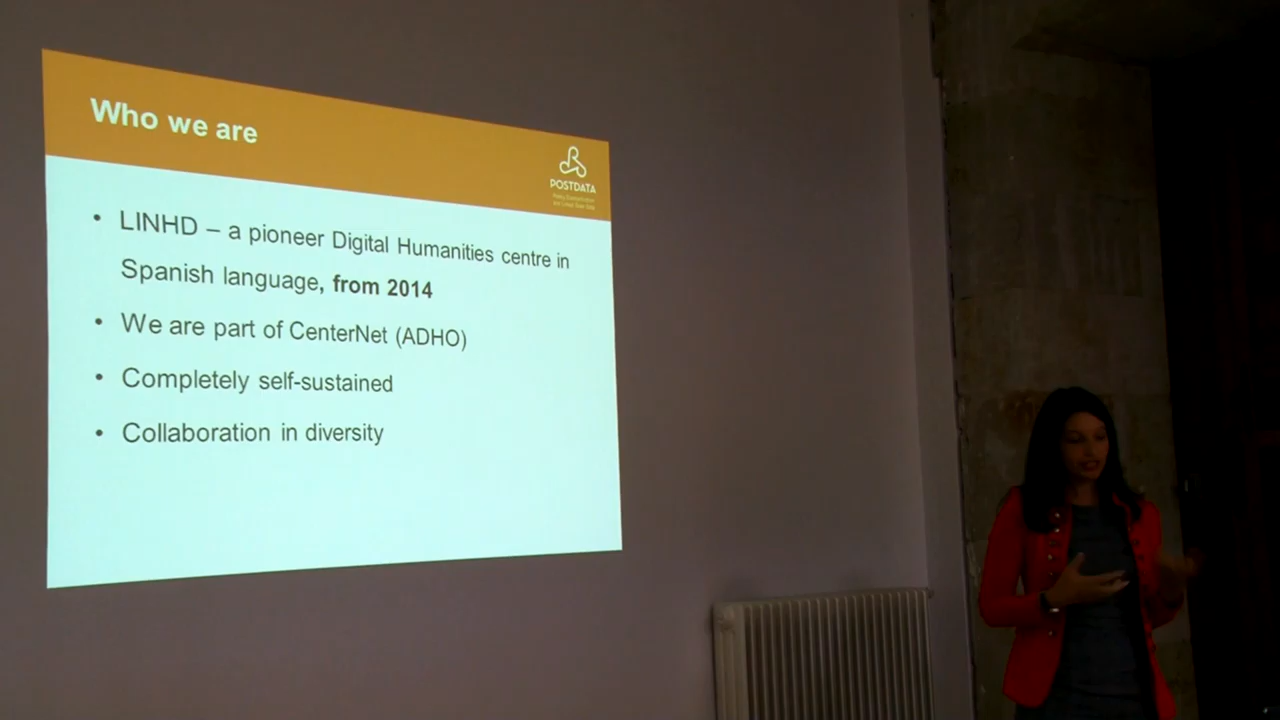 Who we are
POSTDATA
• LINHD – a pioneer Digital Humanities centre in
Spanish language, from 2014
• We are part of CenterNet (ADHO)
• Completely self-sustained
• Collaboration in diversity